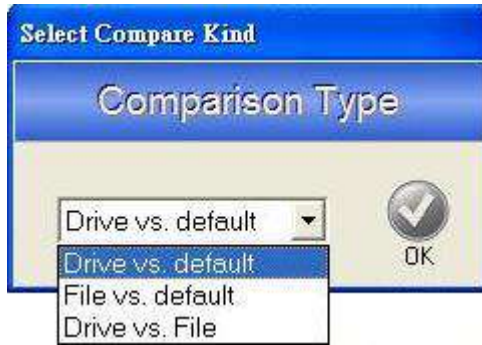 Select Compare Kind
Comparison Type
Drive vs. default
OK
Drive vs. default
File vs. default
Drive vs. File